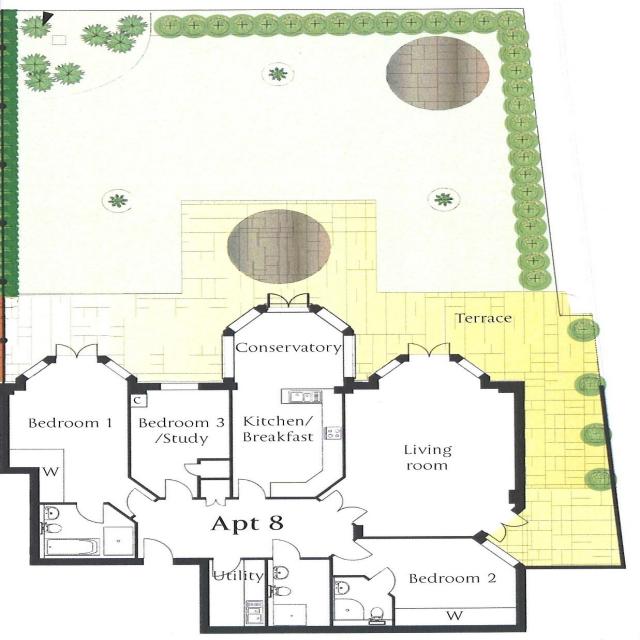 Terrace
Conservatory
Bedroom 1
C
Bedroom 3
/Study
Kitchen/
Breakfast
Living
room
W
Apt 8
Utility
Bedroom 2
W